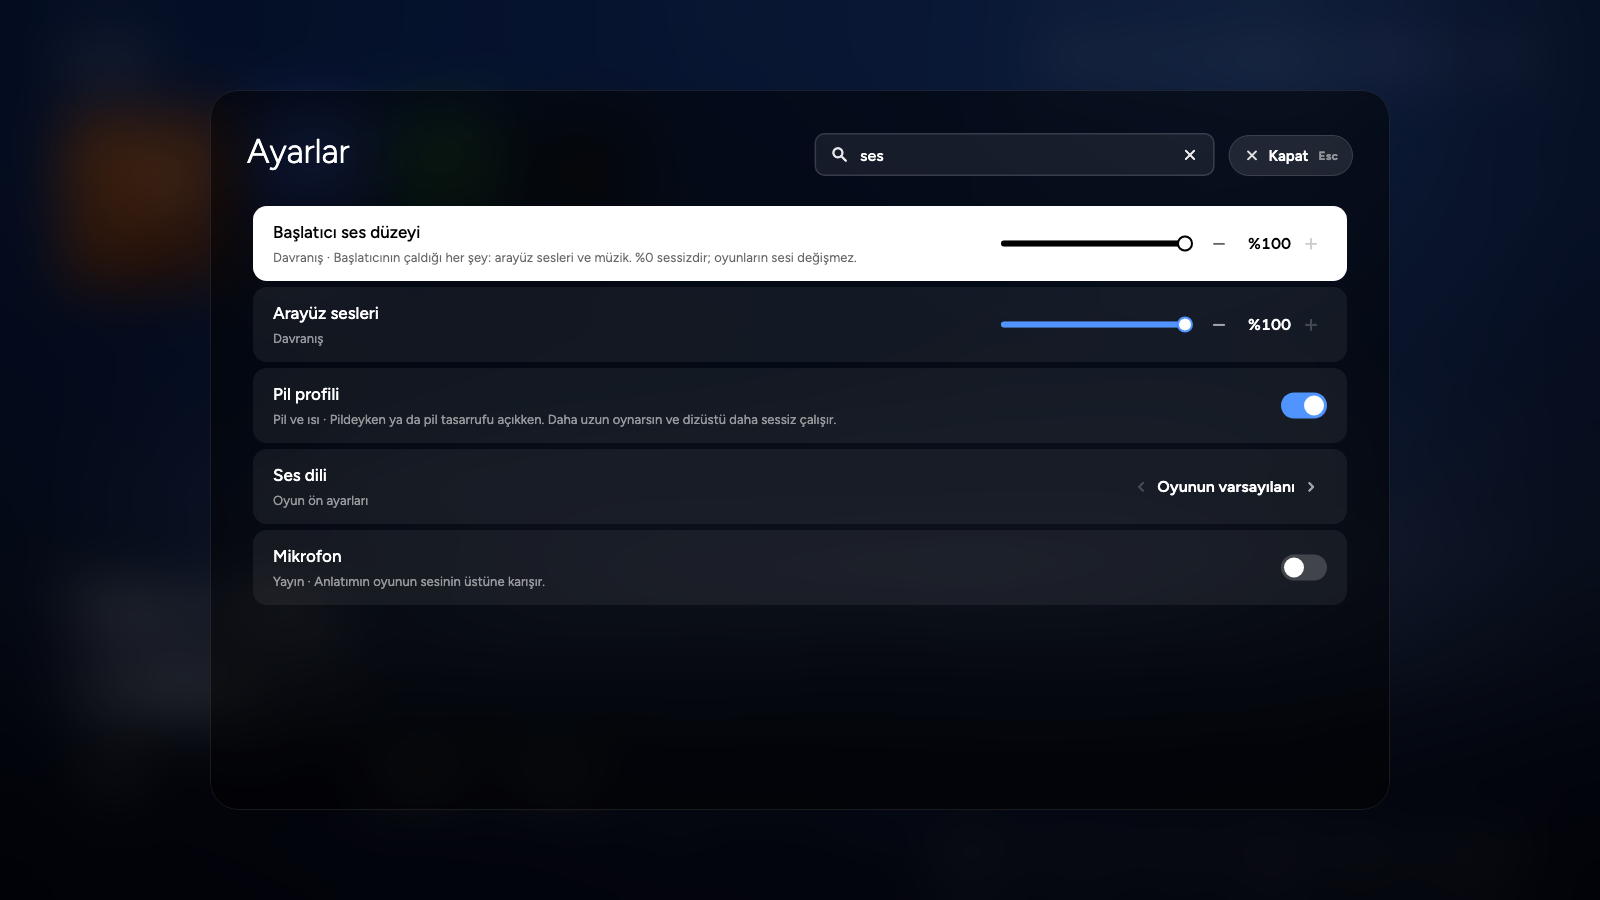 Ayarlar
ses
Kapat Esc
Başlatıcı ses düzeyi
Davranış · Başlatıcının çaldığı her şey: arayüz sesleri ve müzik. %0 sessizdir; oyunların sesi değişmez.
%100
Arayüz sesleri
Davranış
%100
Pil profili
Pil ve ısı · Pildeyken ya da pil tasarrufu açıkken. Daha uzun oynarsın ve dizüstü daha sessiz çalışır.
Ses dili
Oyun ön ayarları
Oyunun varsayılanı
Mikrofon
Yayın · Anlatımın oyunun sesinin üstüne karışır.